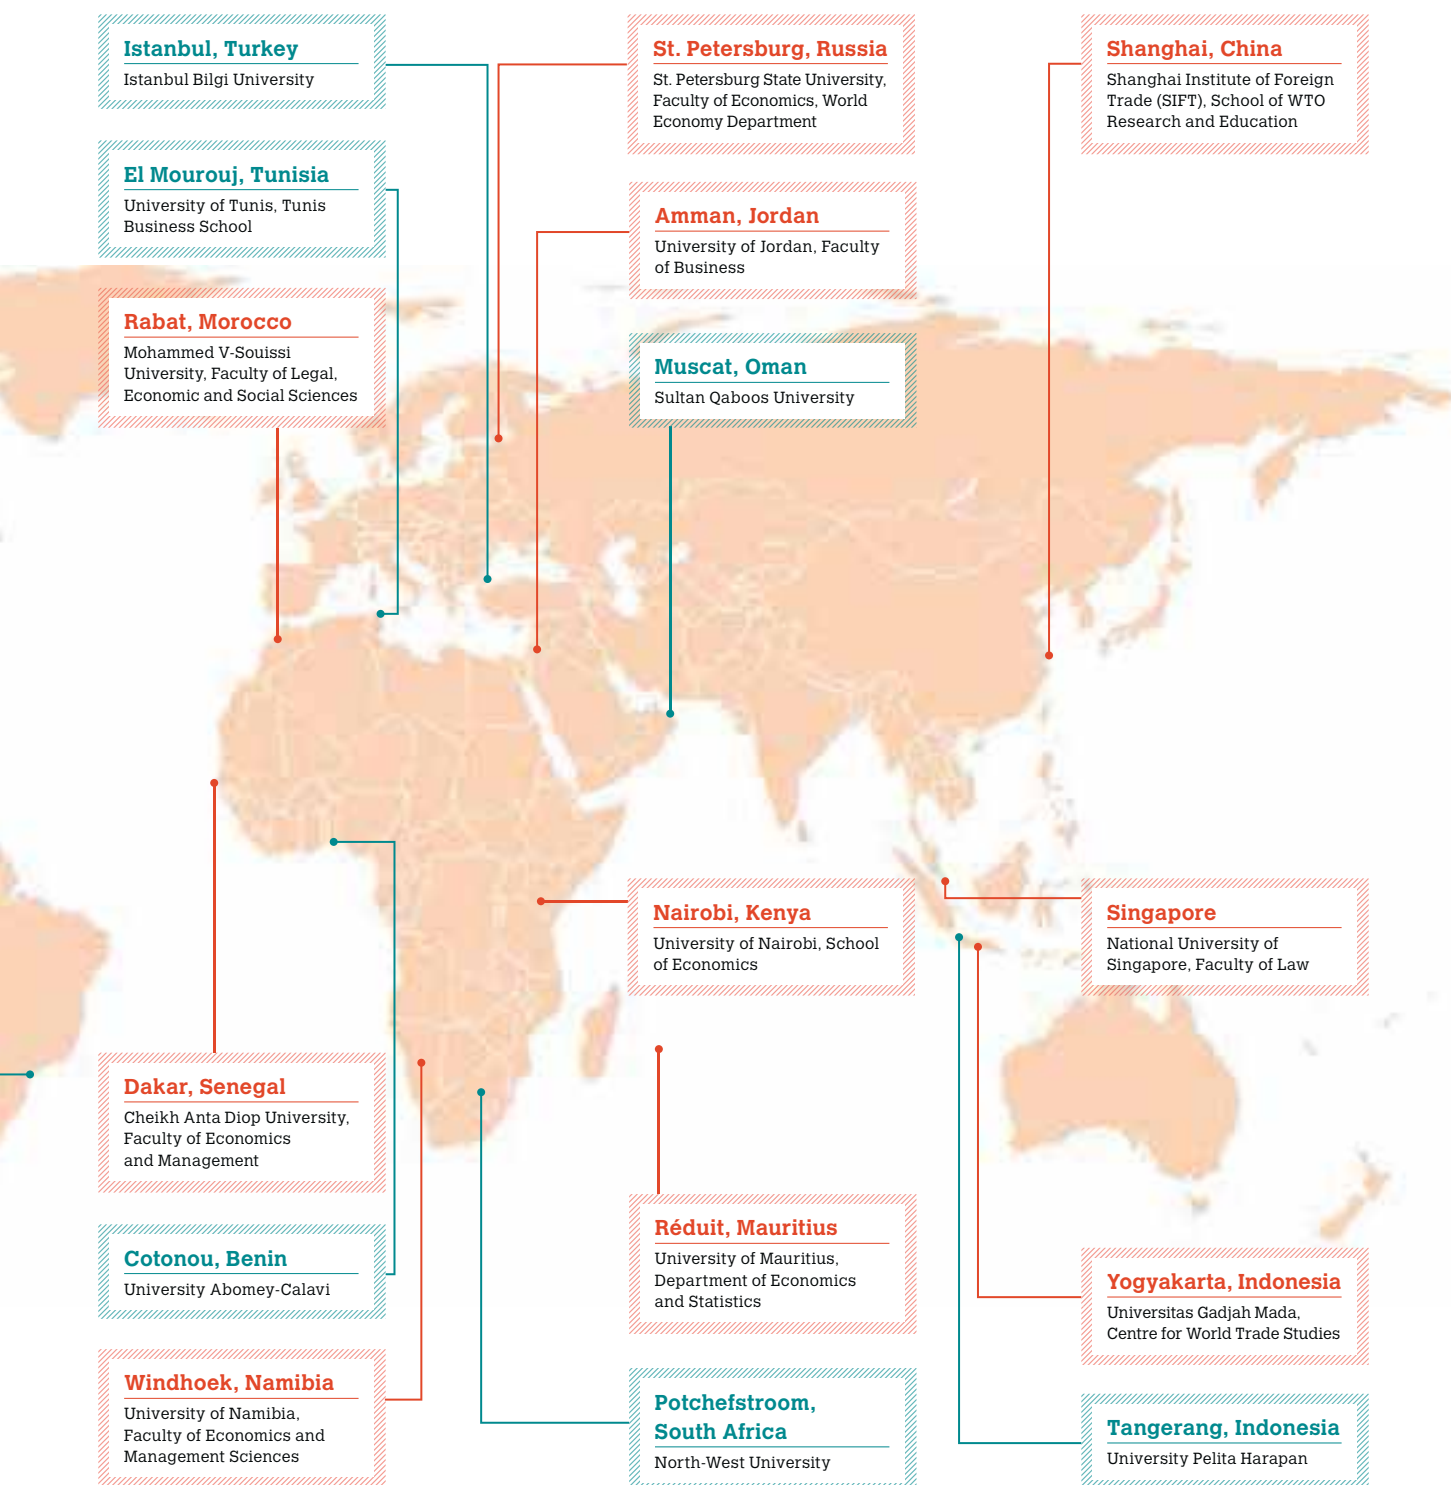 Istanbul, Turkey
Istanbul Bilgi University
El Mourouj, Tunisia
University of Tunis, Tunis
Business School
Rabat, Morocco
Mohammed V-Souissi
University, Faculty of Legal,
Economic and Social Sciences
St. Petersburg, Russia
St. Petersburg State University,
Faculty of Economics, World
Economy Department
Amman, Jordan
University of Jordan, Faculty
of Business
Muscat, Oman
Sultan Qaboos University
Shanghai, China
Shanghai Institute of Foreign
Trade (SIFT), School of WTO
Research and Education
Nairobi, Kenya
University of Nairobi, School
of Economics
Singapore
National University of
Singapore, Faculty of Law
Dakar, Senegal
Cheikh Anta Diop University,
Faculty of Economics
and Management
Cotonou, Benin
University Abomey-Calavi
Windhoek, Namibia
University of Namibia,
Faculty of Economics and
Management Sciences
Réduit, Mauritius
University of Mauritius,
Department of Economics
and Statistics
Potchefstroom,
South Africa
North-West University
Yogyakarta, Indonesia
Universitas Gadjah Mada,
Centre for World Trade Studies
Tangerang, Indonesia
University Pelita Harapan